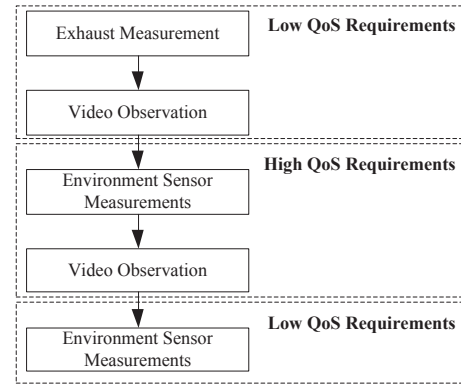 Low QoS Requirements
Exhaust Measurement
Video Observation
High QoS Requirements
Environment Sensor
Measurements
Video Observation
Low QoS Requirements
Environment Sensor
Measurements